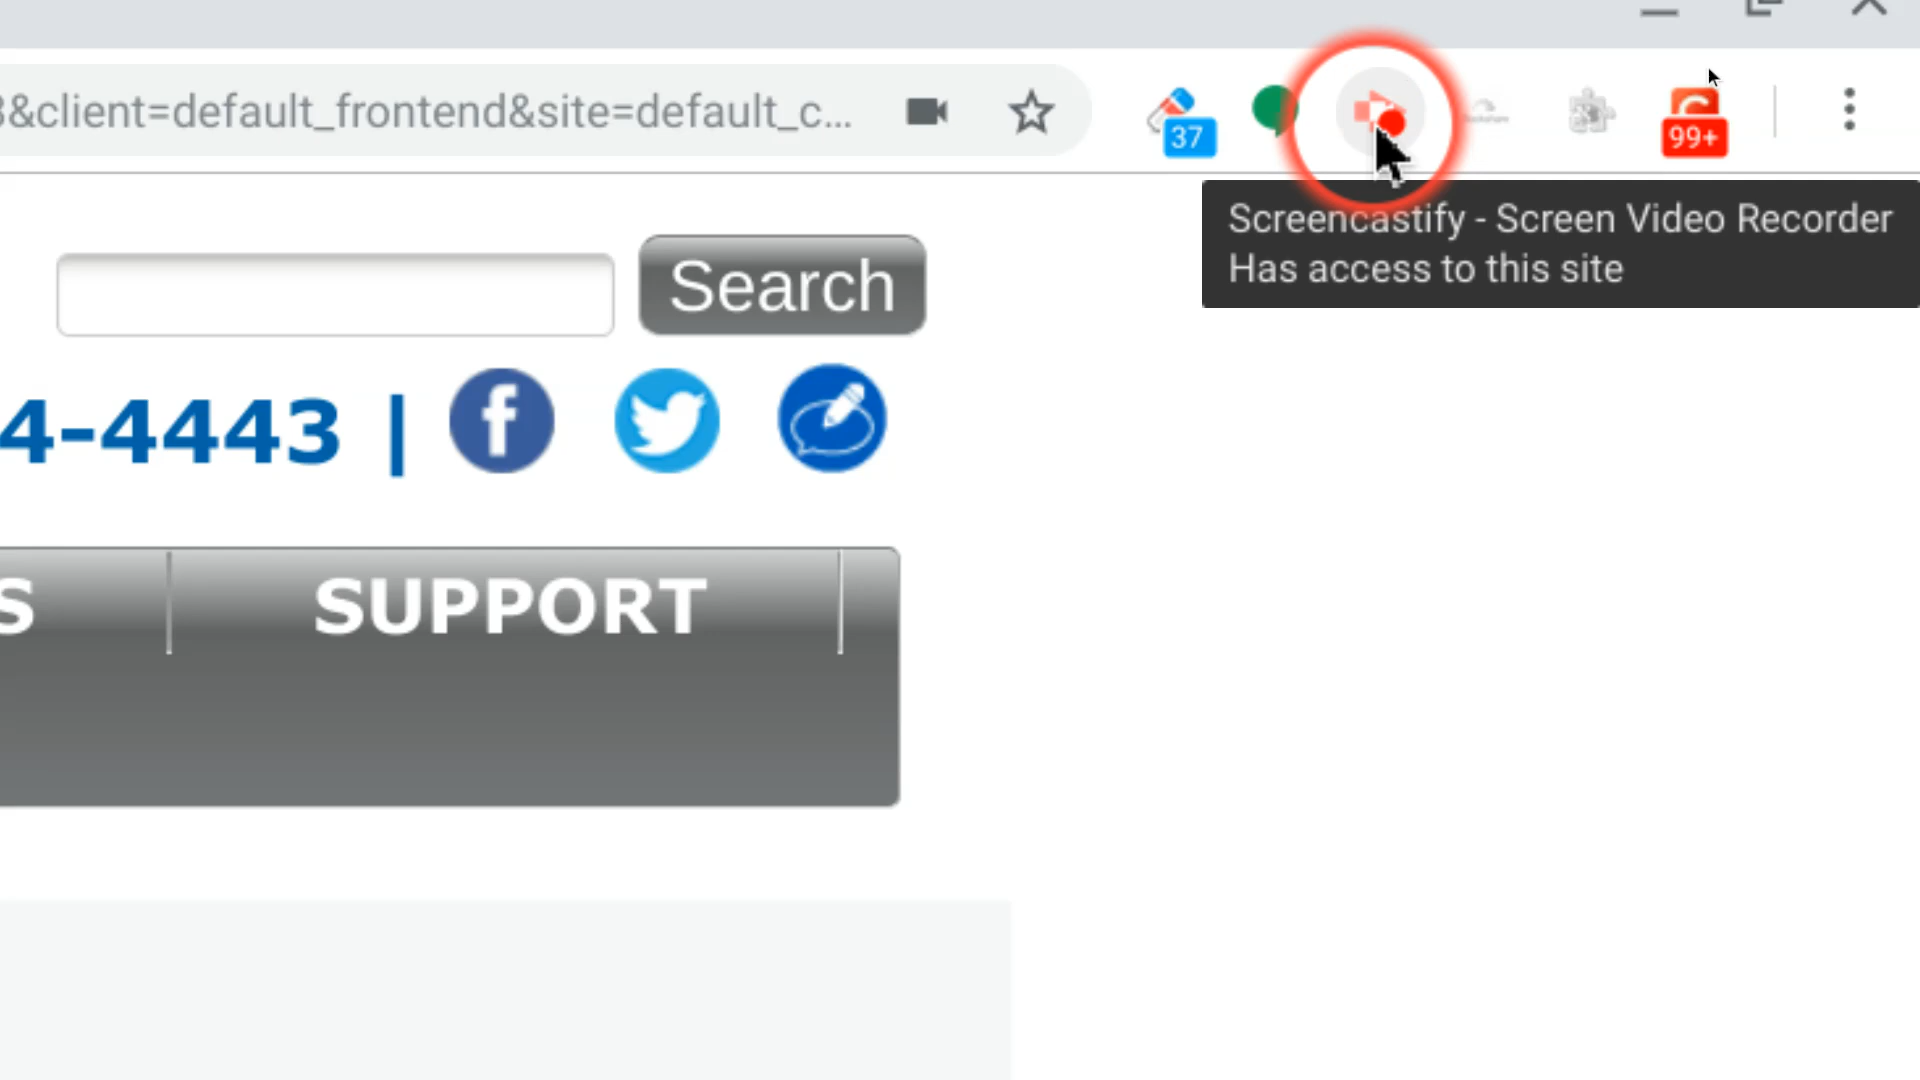 &client=default_frontend&site=default_c...
37
99+
Screencastify - Screen Video Recorder
Has access to this site
Search
4-4443 |
f
S
SUPPORT